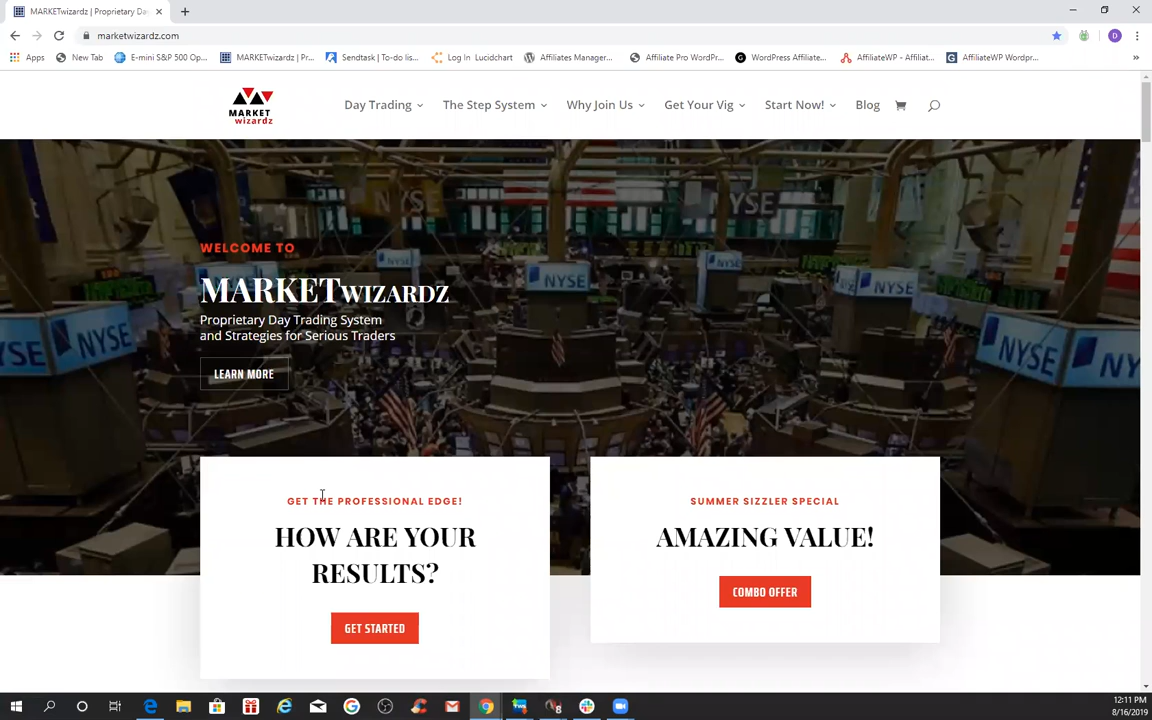 MARKETwizardz | Proprietary Da
marketwizardz.com
Apps New Tab E-mini S&P 500 Op... MARKETwizardz | Pr... Sendtask | To-do lis... Log In Lucidchart Affiliates Manager... Affiliate Pro WordPr... WordPress Affiliate... AffiliateWP - Affiliat... AffiliateWP Wordpr... »
D
MARKET
wizardz
Day Trading The Step System Why Join Us Get Your Vig Start Now! Blog
NYSE
NYSE
NYSE
NYSE
NYSE
NYSE
NYSE
WELCOME TO
MARKETWIZARDZ
Proprietary Day Trading System
and Strategies for Serious Traders
LEARN MORE
GET THE PROFESSIONAL EDGE!
HOW ARE YOUR
RESULTS?
GET STARTED
SUMMER SIZZLER SPECIAL
AMAZING VALUE!
COMBO OFFER
12:11 PM
8/16/2019